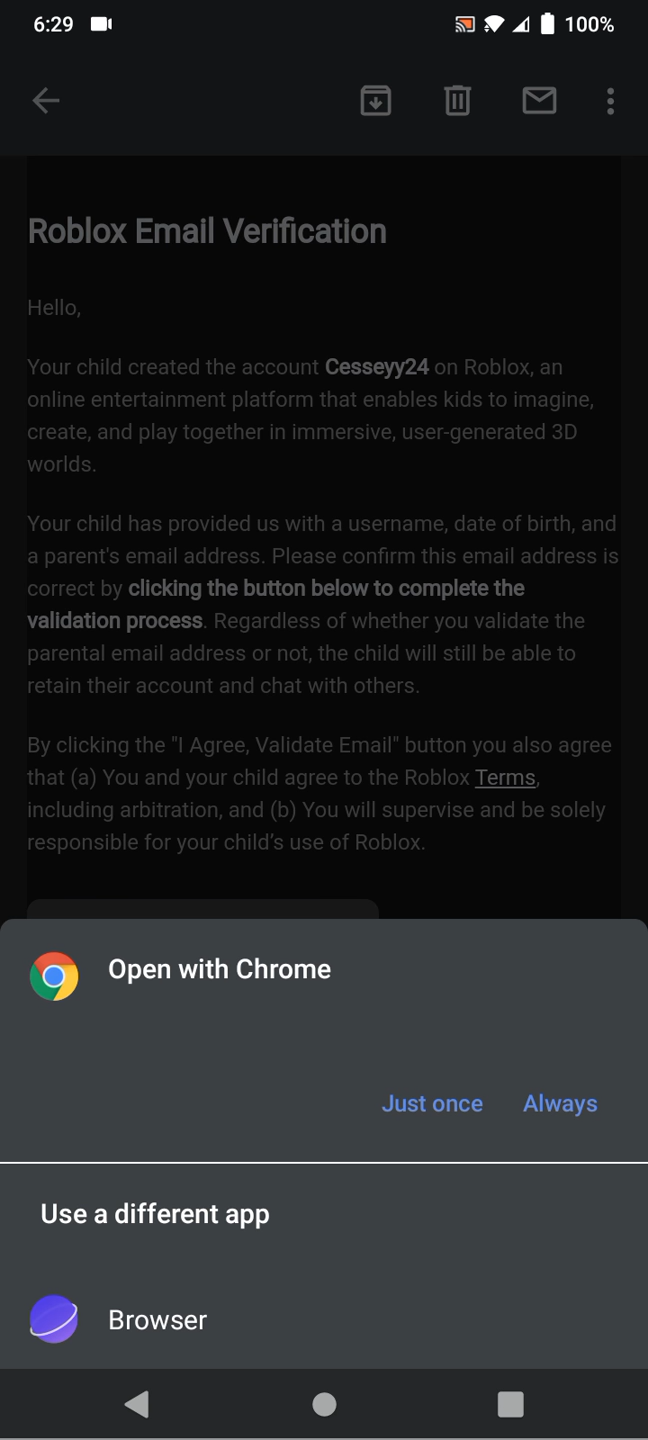 6:29
100%
Roblox Email Verification
Hello,
Your child created the account Cesseyy24 on Roblox, an
online entertainment platform that enables kids to imagine,
create, and play together in immersive, user-generated 3D
worlds.
Your child has provided us with a username, date of birth, and
a parent's email address. Please confirm this email address is
correct by clicking the button below to complete the
validation process. Regardless of whether you validate the
parental email address or not, the child will still be able to
retain their account and chat with others.
By clicking the "I Agree, Validate Email" button you also agree
that (a) You and your child agree to the Roblox Terms,
including arbitration, and (b) You will supervise and be solely
responsible for your child’s use of Roblox.
Open with Chrome
Just once Always
Use a different app
Browser